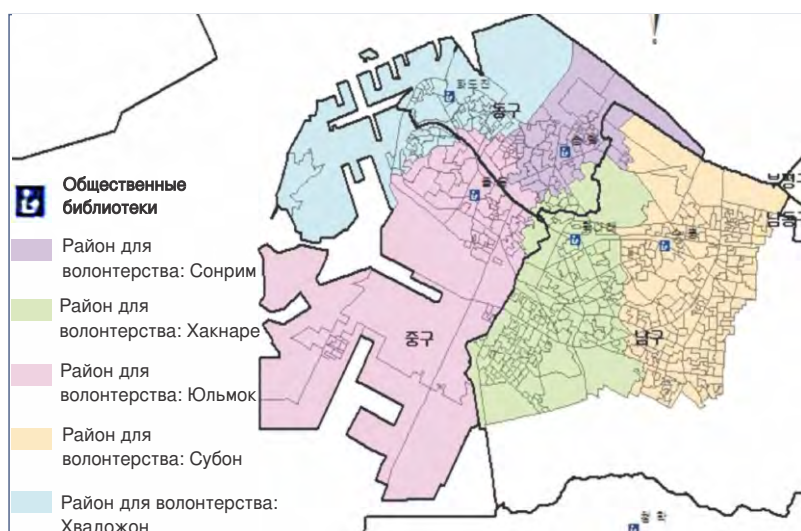 동구
중구
남구
Общественные
библиотеки
Район для
волонтерства: Сонрим
Район для
волонтерства: Хакнаре
Район для
волонтерства: Юльмок
Район для
волонтерства: Субон
Район для волонтерства:
Хвадожон